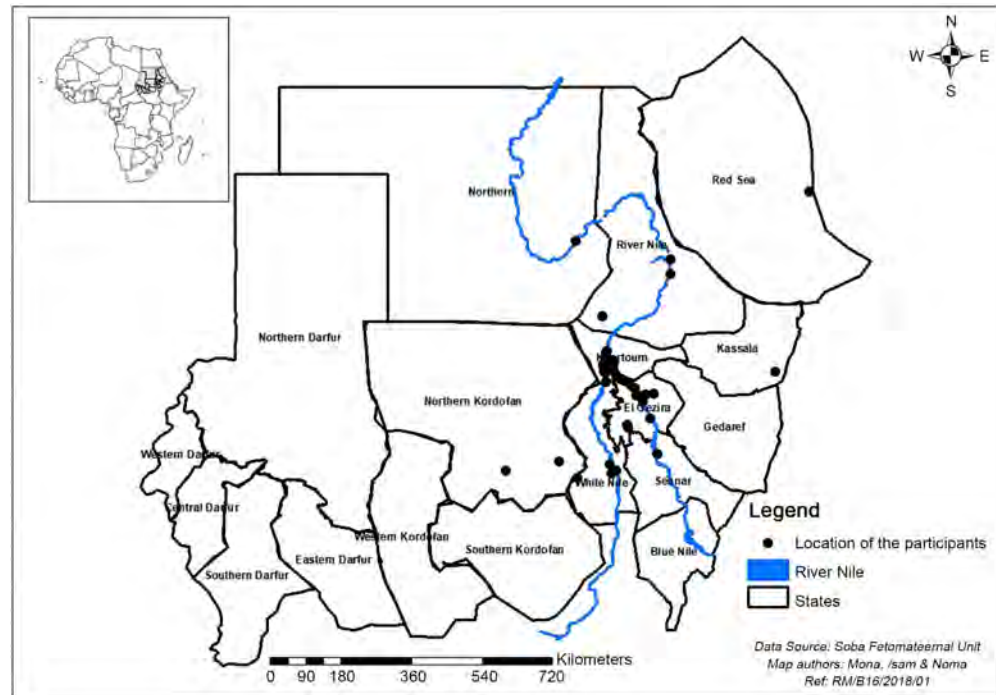 N
W E
S
Red Sea
Northern
River Nile
Northern Darfur
Khartoum
Kassala
Northern Kordofan
El Gezira
Gedaref
Western Darfur
White Nile
Sennar
Central Darfur
Western Kordofan
Southern Kordofan
Blue Nile
Southern Darfur
Eastern Darfur
Legend
Location of the participants
River Nile
States
Kilometers
0 90 180 360 540 720
Data Source: Soba Fetomateernal Unit
Map authors: Mona, /sam & Noma
Ref: RM/B16/2018/01